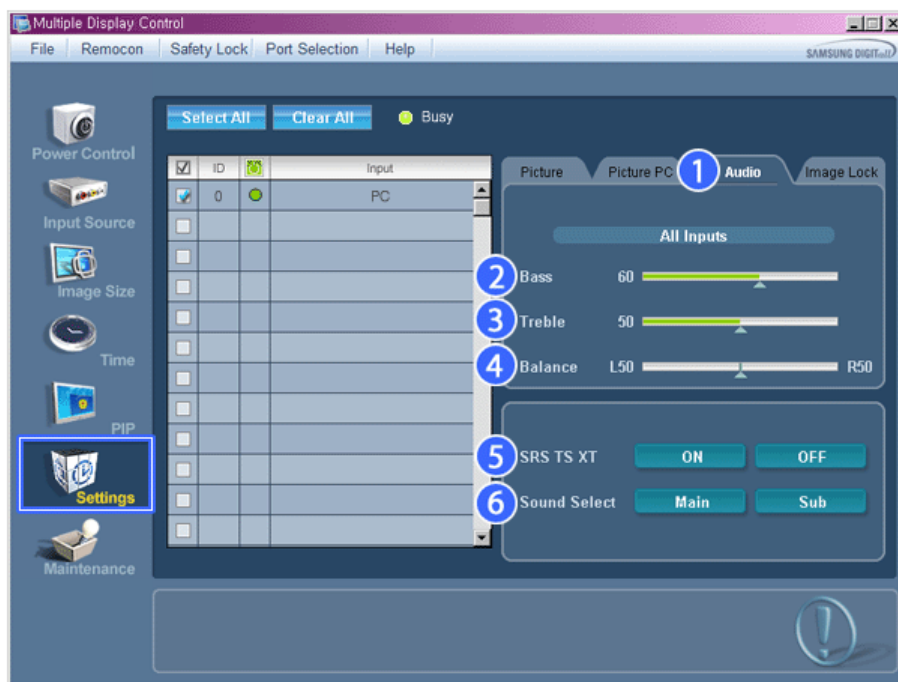 Multiple Display Control
File Remocon Safety Lock Port Selection Help
SAMSUNG DIGITall
Select All Clear All Busy
Power Control
ID Input
0 PC
Picture Picture PC 1 Audio Image Lock
Input Source
All Inputs
Image Size
2 Bass 60
3 Treble 50
Time
4 Balance L50 R50
PIP
5 SRS TS XT ON OFF
Settings
6 Sound Select Main Sub
Maintenance